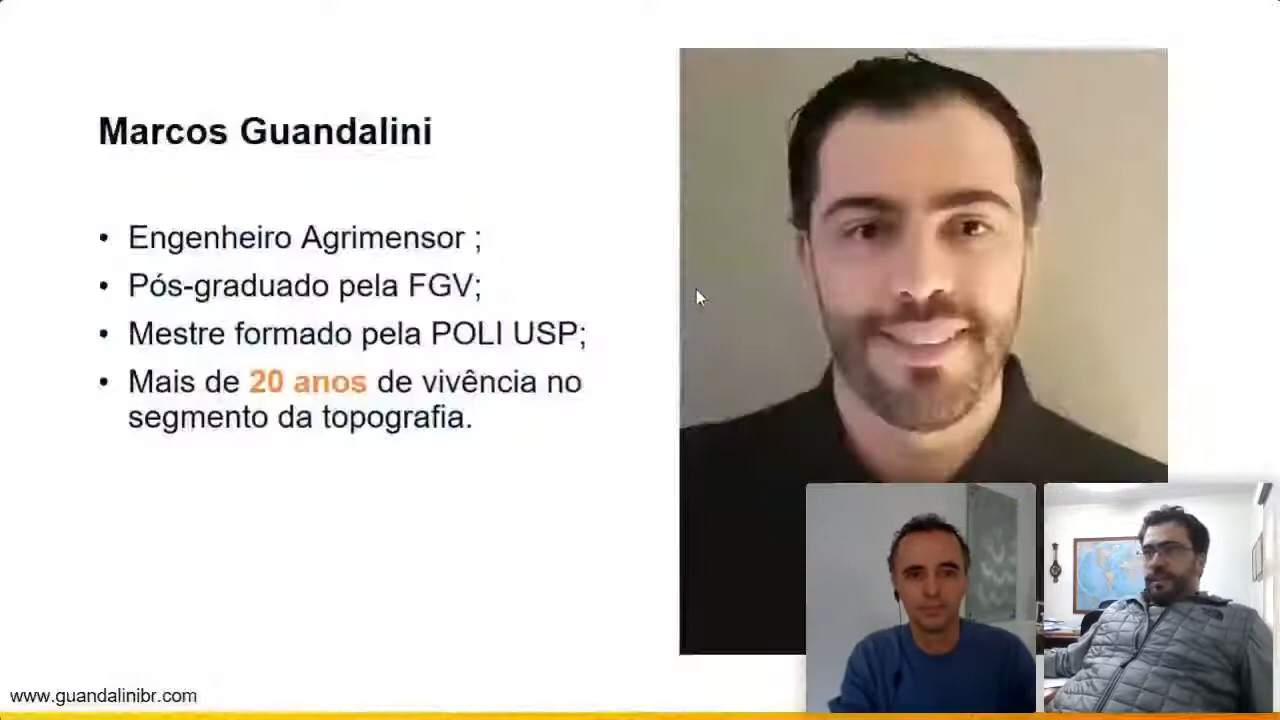 Marcos Guandalini
• Engenheiro Agrimensor ;
• Pós-graduado pela FGV;
• Mestre formado pela POLI USP;
• Mais de 20 anos de vivência no
segmento da topografia.
www.guandalinibr.com